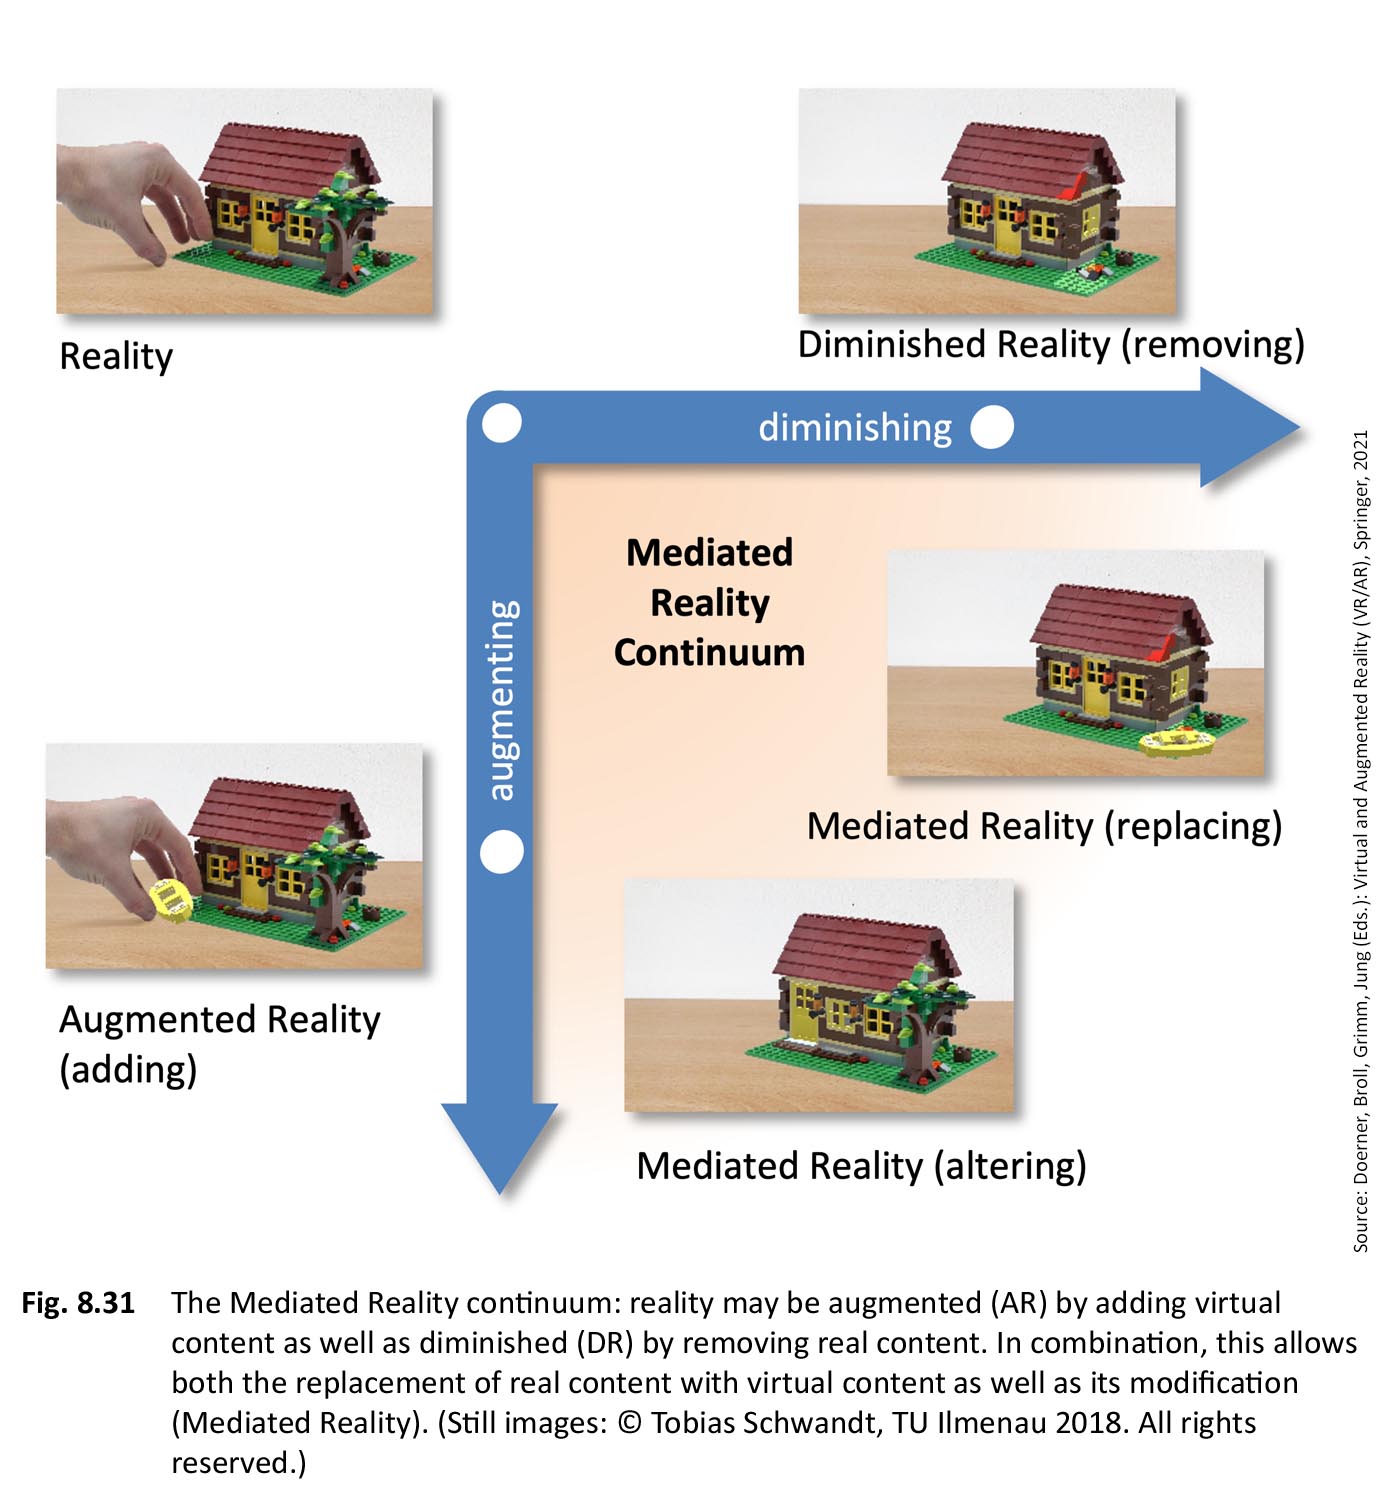 Reality
Diminished Reality (removing)
diminishing
augmenting
Mediated
Reality
Continuum
Mediated Reality (replacing)
Augmented Reality
(adding)
Mediated Reality (altering)
Source: Doerner, Broll, Grimm, Jung (Eds.): Virtual and Augmented Reality (VR/AR), Springer, 2021
Fig. 8.31 The Mediated Reality continuum: reality may be augmented (AR) by adding virtual
content as well as diminished (DR) by removing real content. In combination, this allows
both the replacement of real content with virtual content as well as its modification
(Mediated Reality). (Still images: © Tobias Schwandt, TU Ilmenau 2018. All rights
reserved.)